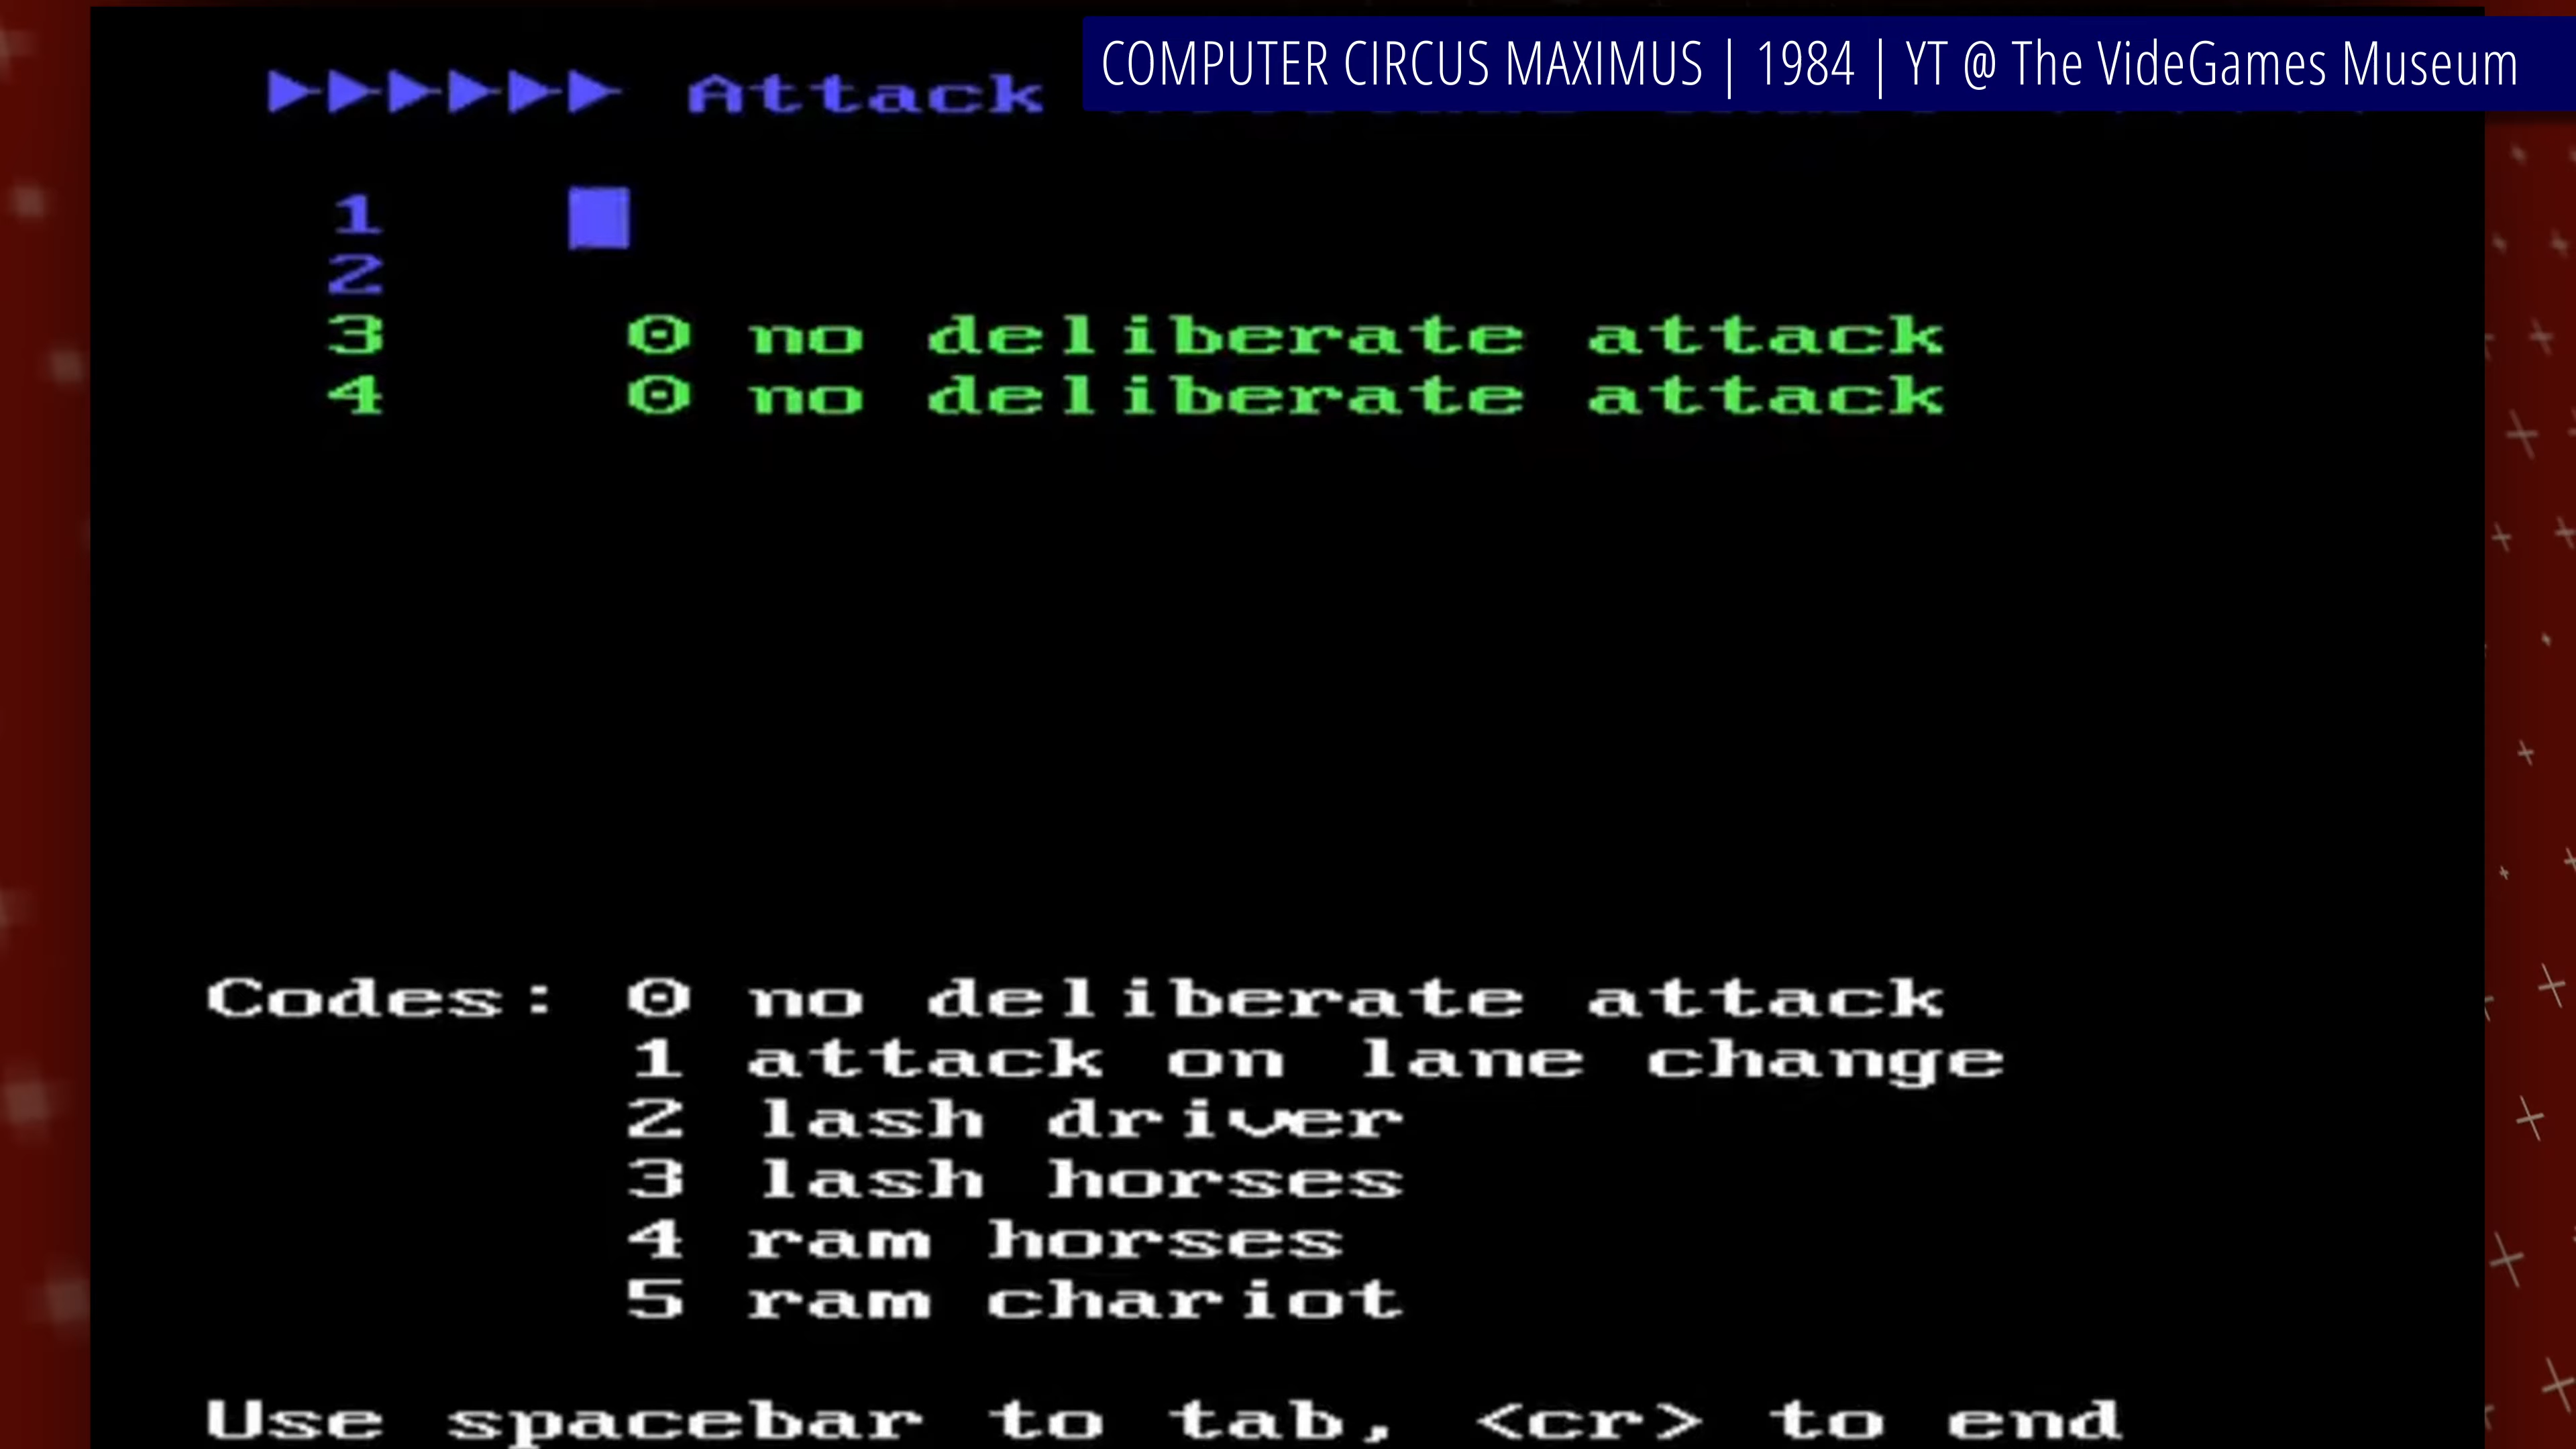 COMPUTER CIRCUS MAXIMUS | 1984 | YT @ The VideGames Museum
Attack
1
2
3 0 no deliberate attack
4 0 no deliberate attack
Codes: 0 no deliberate attack
1 attack on lane change
2 lash driver
3 lash horses
4 ram horses
5 ram chariot
Use spacebar to tab, <cr> to end